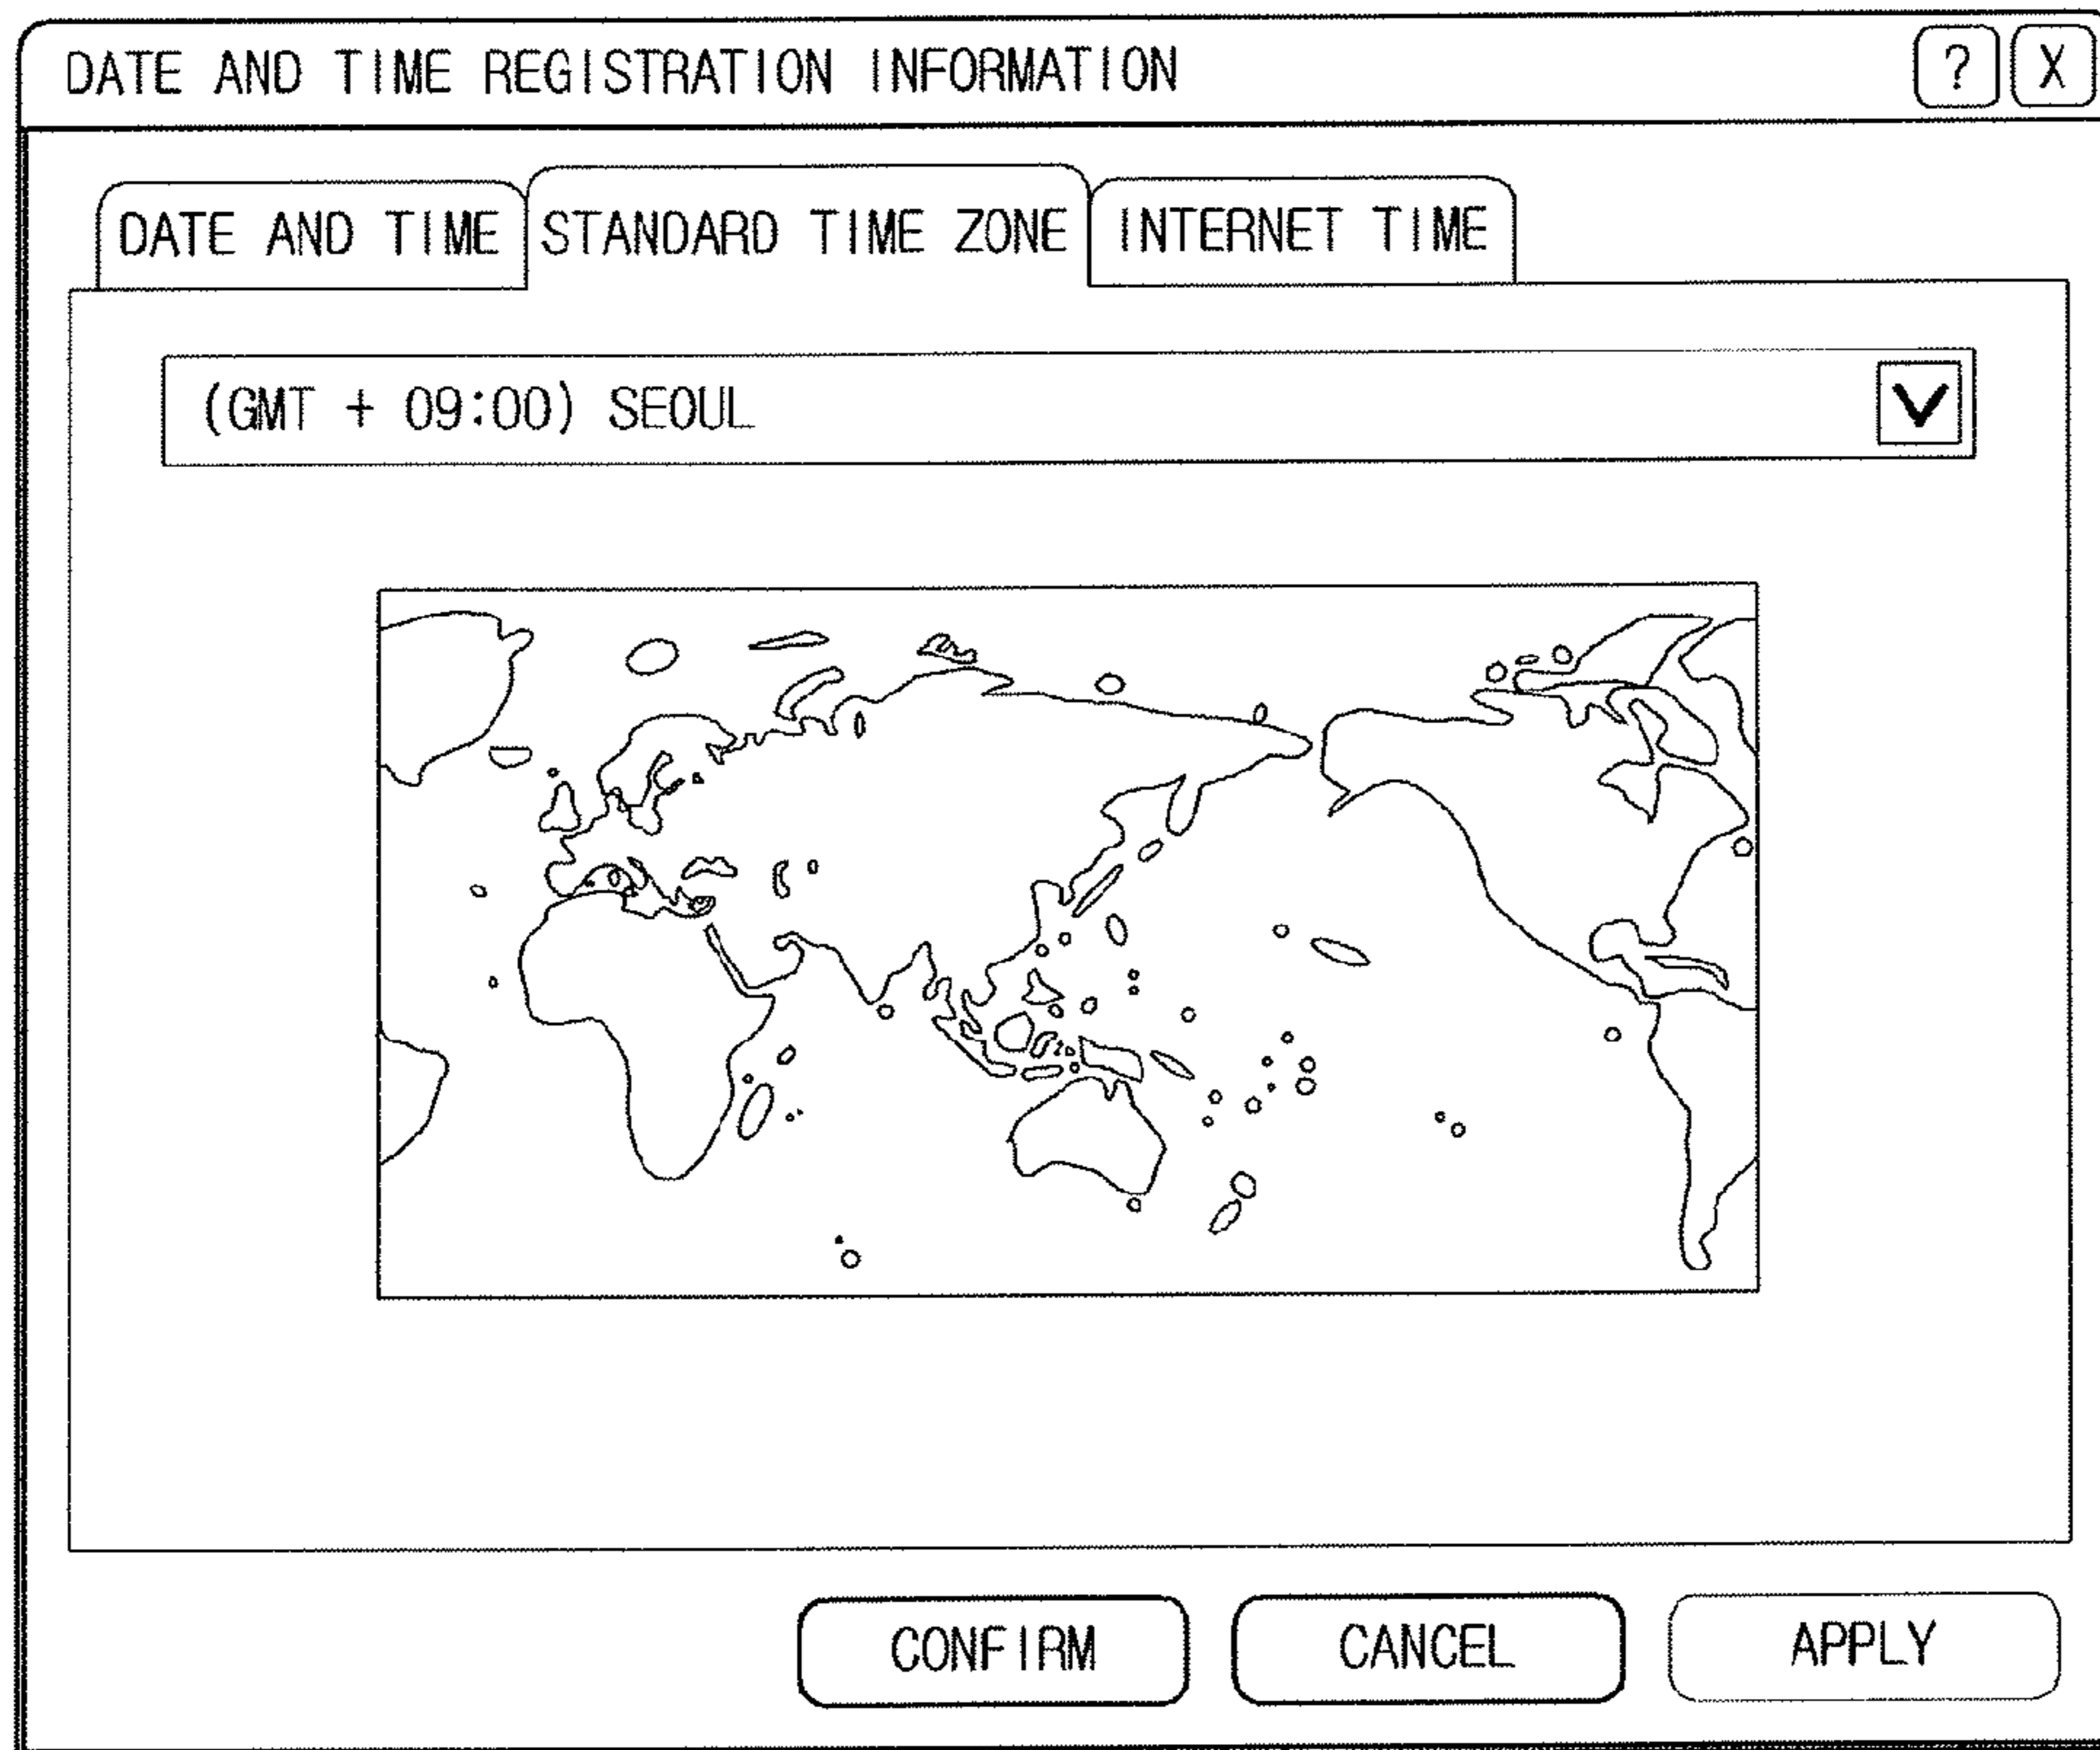 DATE AND TIME REGISTRATION INFORMATION ? X
DATE AND TIME STANDARD TIME ZONE INTERNET TIME
(GMT + 09:00) SEOUL
CONFIRM CANCEL APPLY